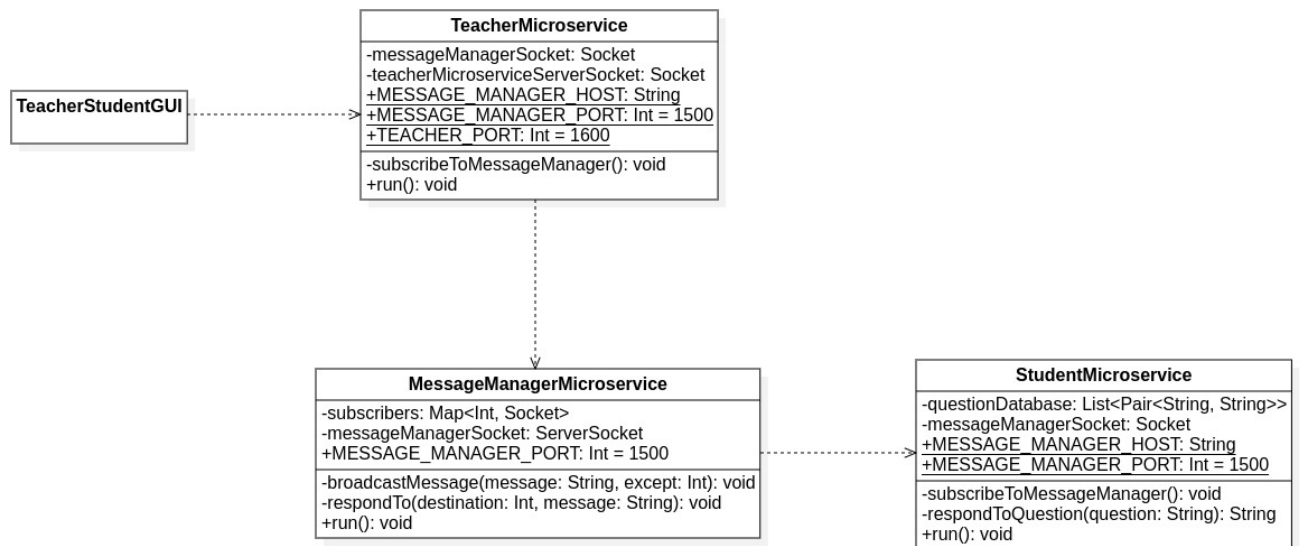 TeacherMicroservice
-messageManagerSocket: Socket
-teacherMicroserviceServerSocket: Socket
+MESSAGE_MANAGER_HOST: String
+MESSAGE_MANAGER_PORT: Int = 1500
+TEACHER_PORT: Int = 1600
-subscribeToMessageManager(): void
+run(): void
TeacherStudentGUI
MessageManagerMicroservice
-subscribers: Map<Int, Socket>
-messageManagerSocket: ServerSocket
+MESSAGE_MANAGER_PORT: Int = 1500
-broadcastMessage(message: String, except: Int): void
-respondTo(destination: Int, message: String): void
+run(): void
StudentMicroservice
-questionDatabase: List<Pair<String, String>>
-messageManagerSocket: Socket
+MESSAGE_MANAGER_HOST: String
+MESSAGE_MANAGER_PORT: Int = 1500
-subscribeToMessageManager(): void
-respondToQuestion(question: String): String
+run(): void